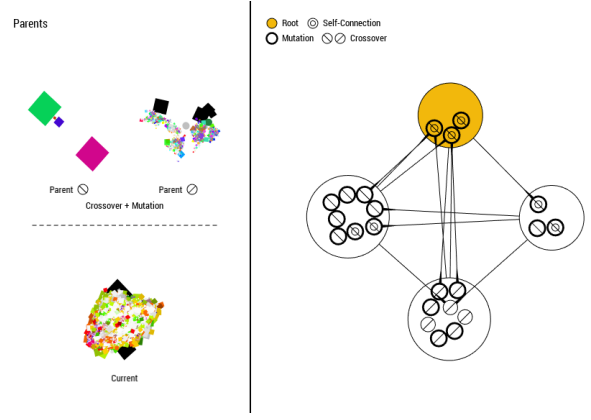 Parents
Parent
Parent
Crossover + Mutation
Current
Root
Self-Connection
Mutation
Crossover